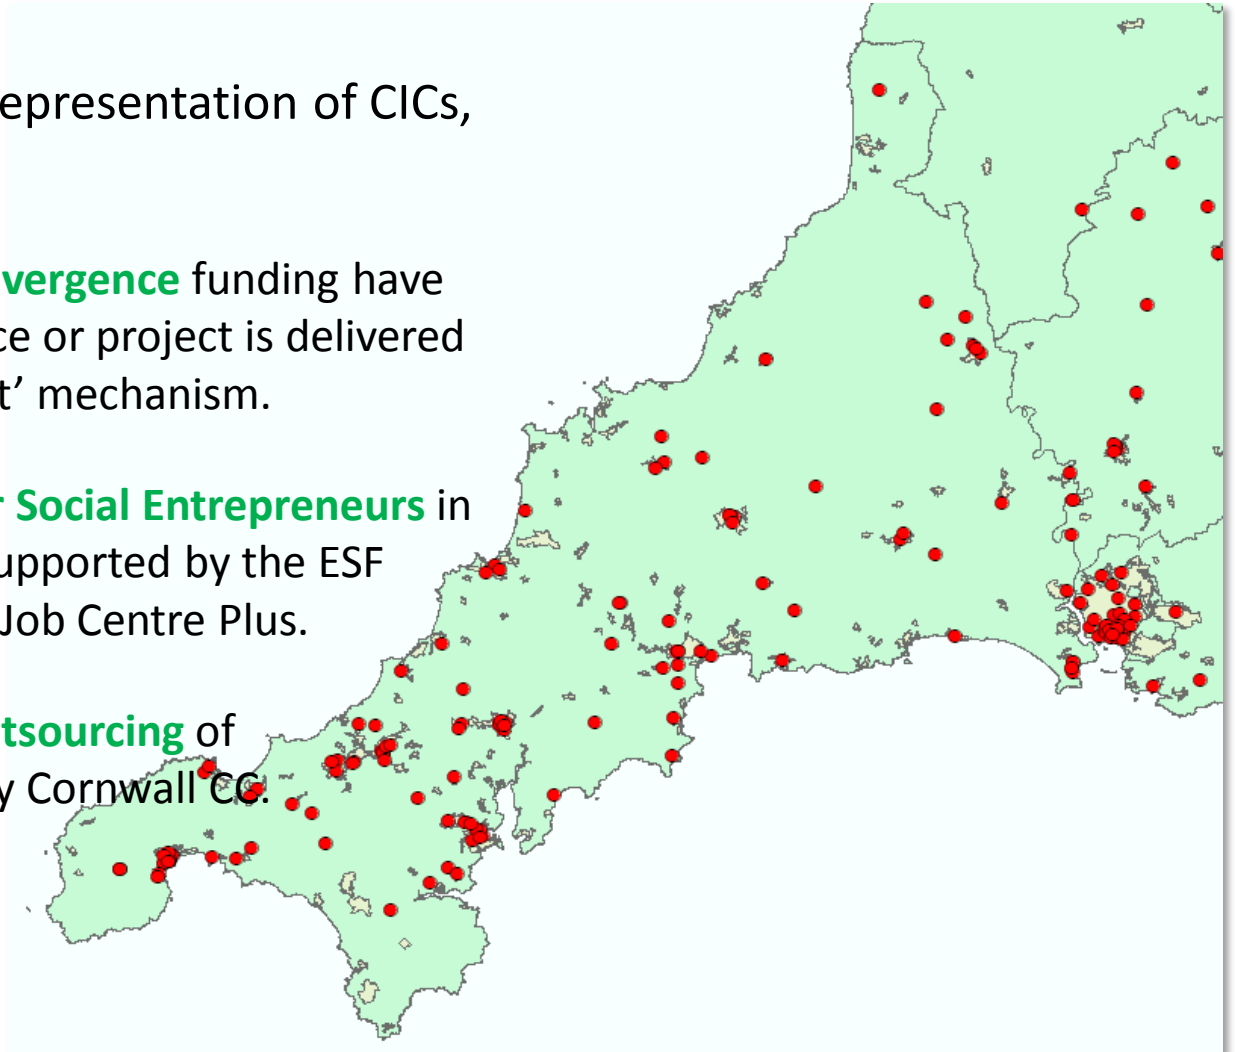 epresentation of CICs,
vergence funding have
ce or project is delivered
t’ mechanism.
r Social Entrepreneurs in
upported by the ESF
Job Centre Plus.
tsourcing of
y Cornwall CC.